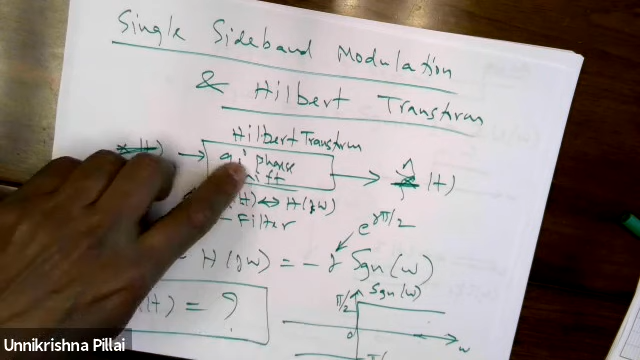 Single Sideband Modulation
& Hilbert Transform
Hilbert Transform
phase
(t)
H(jω)
Filter
e^{jπ/2}
H(jω) = -j Sgn(ω)
(t) = ?
π/2
Sgn(ω)
0
ω
Unnikrishna Pillai